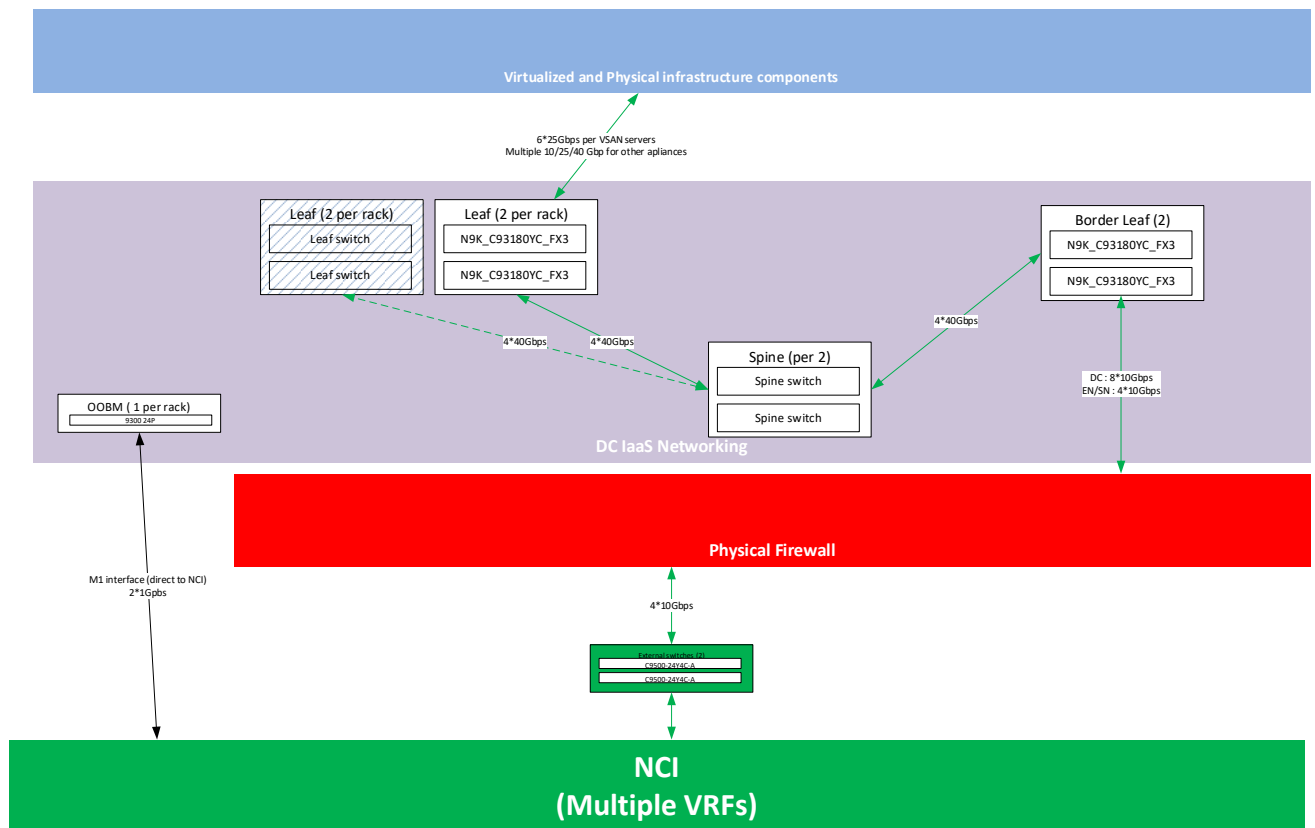 Virtualized and Physical infrastructure components
6*25Gbps per VSAN servers
Multiple 10/25/40 Gbp for other apliances
Leaf (2 per rack)
Leaf switch
Leaf switch
Leaf (2 per rack)
N9K_C93180YC_FX3
N9K_C93180YC_FX3
Border Leaf (2)
N9K_C93180YC_FX3
N9K_C93180YC_FX3
4*40Gbps
4*40Gbps
4*40Gbps
Spine (per 2)
Spine switch
Spine switch
DC : 8*10Gbps
EN/SN : 4*10Gbps
OOBM ( 1 per rack)
9300 24P
DC IaaS Networking
Physical Firewall
M1 interface (direct to NCI)
2*1Gpbs
4*10Gbps
External switches (2)
C9500-24Y4C-A
C9500-24Y4C-A
NCI
(Multiple VRFs)